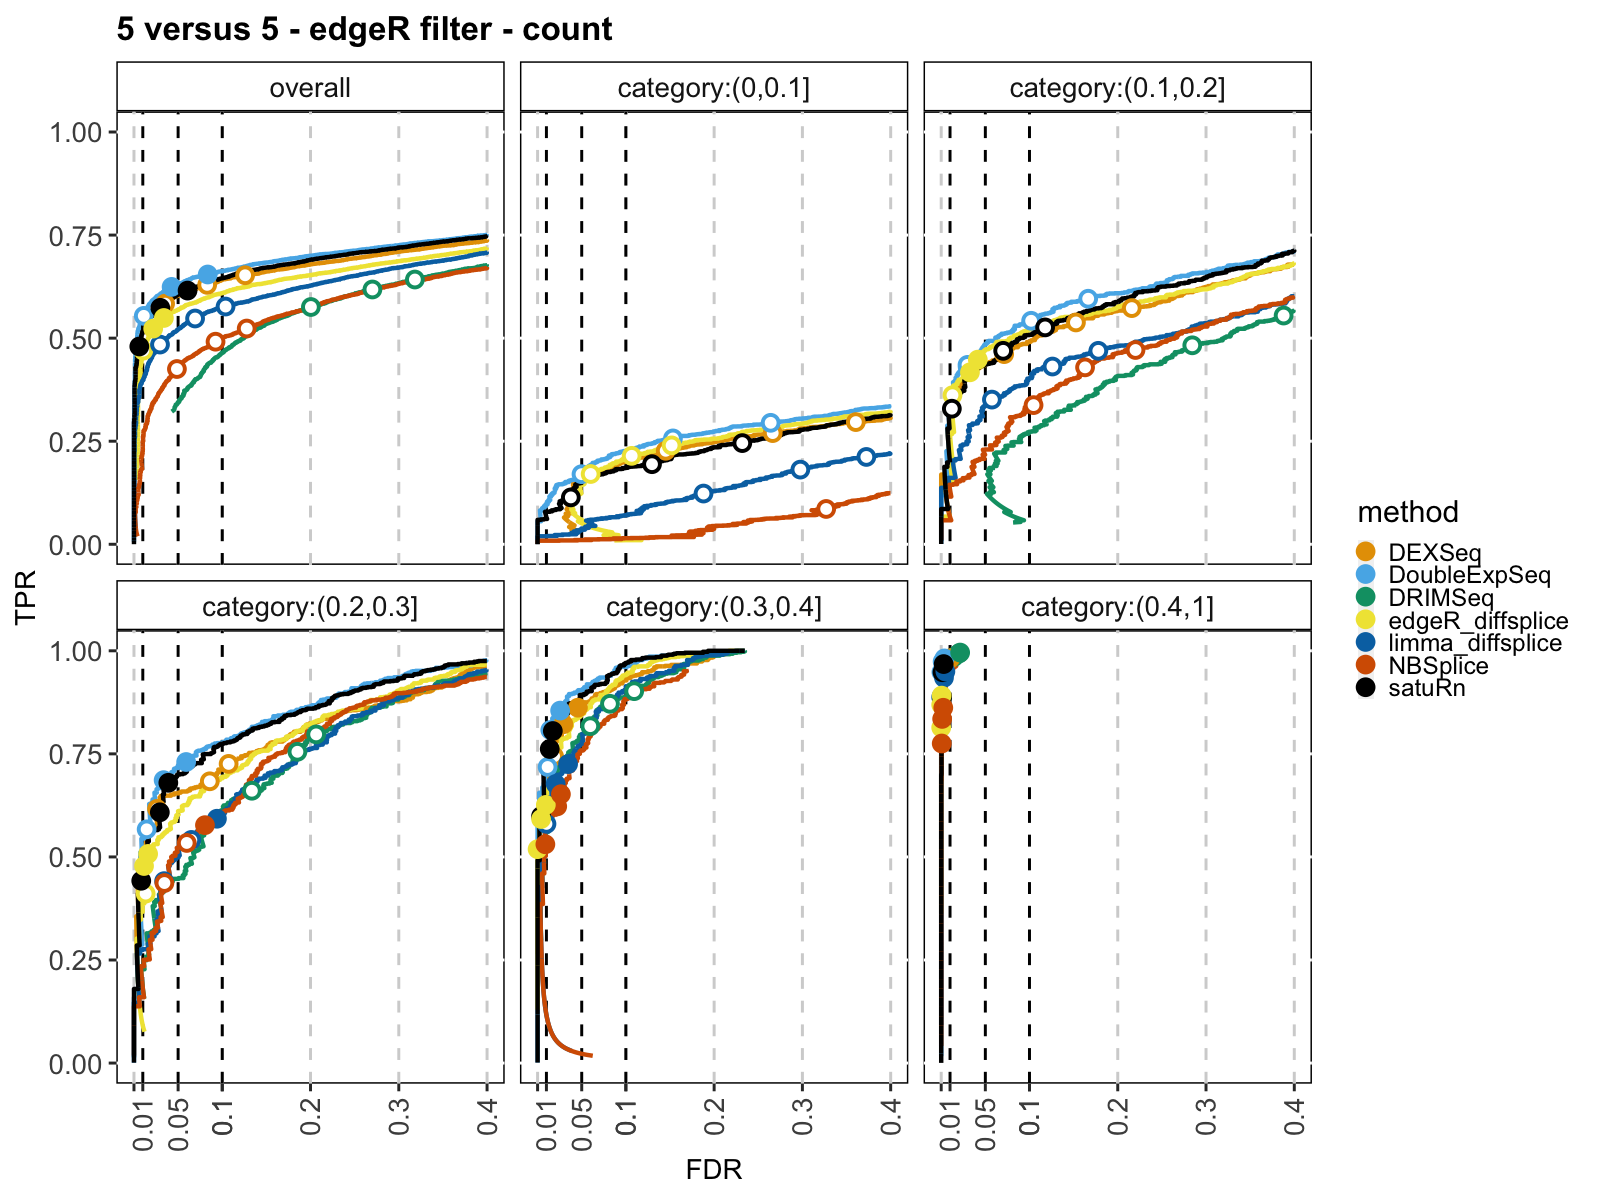 5 versus 5 - edgeR filter - count
overall
category:(0,0.1]
category:(0.1,0.2]
1.00
0.75
0.50
0.25
0.00
TPR
category:(0.2,0.3]
category:(0.3,0.4]
category:(0.4,1]
1.00
0.75
0.50
0.25
0.00
0.01
0.05
0.1
0.2
0.3
0.4
0.01
0.05
0.1
0.2
0.3
0.4
0.01
0.05
0.1
0.2
0.3
0.4
FDR
method
DEXSeq
DoubleExpSeq
DRIMSeq
edgeR_diffsplice
limma_diffsplice
NBSplice
satuRn